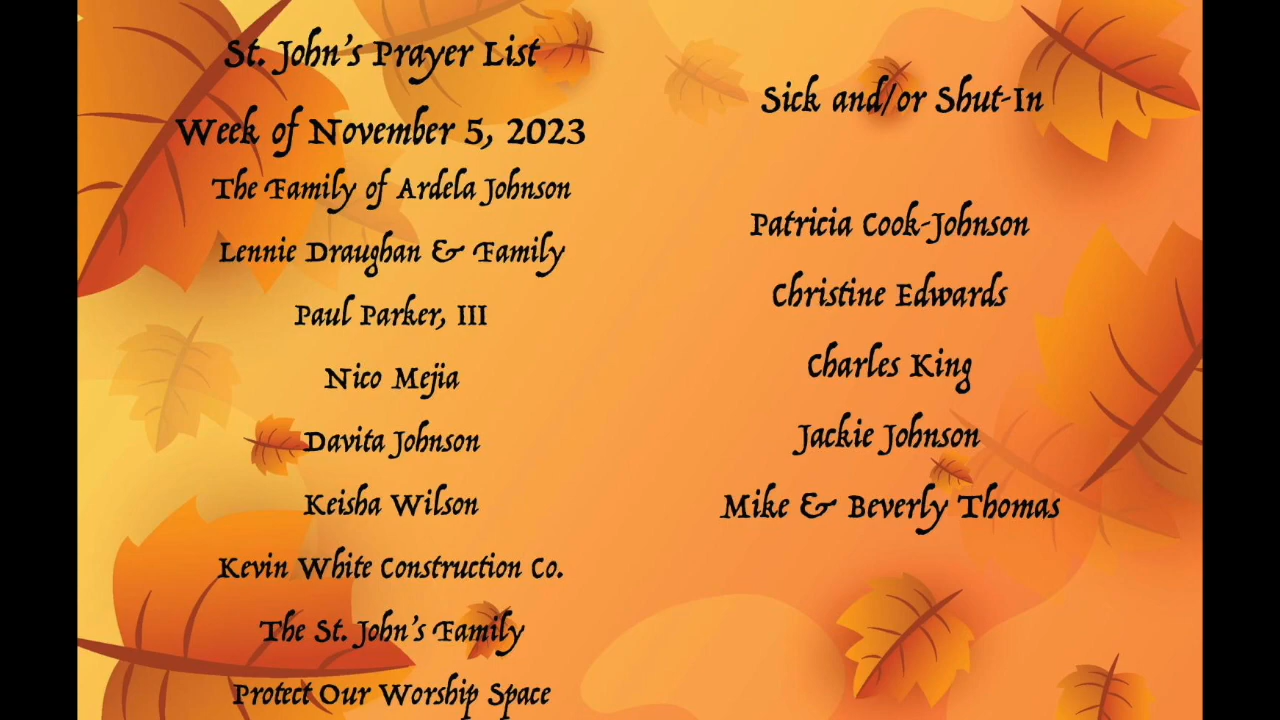 St. John's Prayer List
Week of November 5, 2023
The Family of Ardela Johnson
Lennie Draughan & Family
Paul Parker, III
Nico Mejia
Davita Johnson
Keisha Wilson
Kevin White Construction Co.
The St. John's Family
Protect Our Worship Space
Sick and/or Shut-In
Patricia Cook-Johnson
Christine Edwards
Charles King
Jackie Johnson
Mike & Beverly Thomas